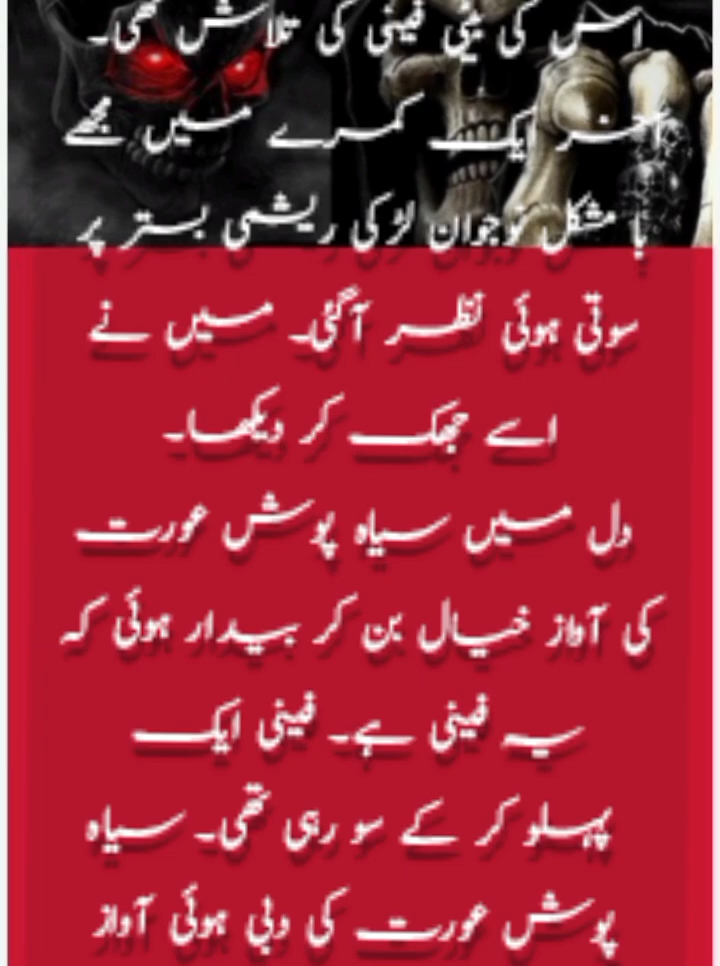 اس کی بیٹی فینی کی تلاش تھی۔
آخر ایک کمرے میں مجھے
با مشکل نوجوان لڑکی ریشمی بستر پر
سوتی ہوئی نظر آگئی۔ میں نے
اسے جھک کر دیکھا۔
دل میں سیاہ پوش عورت
کی آواز خیال بن کر بیدار ہوئی کہ
یہ فینی ہے۔ فینی ایک
پہلو کر کے سو رہی تھی۔ سیاہ
پوش عورت کی دبی ہوئی آواز